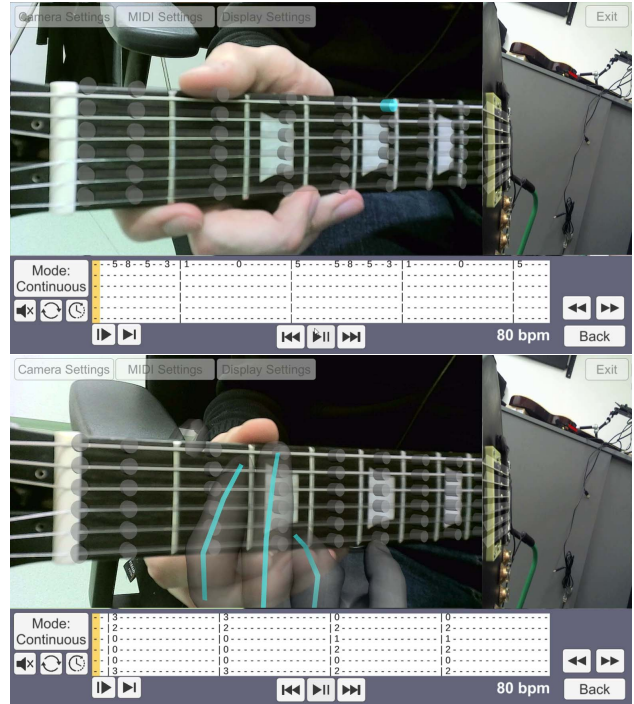 Camera Settings MIDI Settings Display Settings Exit
Mode:
Continuous
- - 5 - 8 - - 5 - - 3 - | 1 - - - - - - 0 - - - - - - - | 5 - - - - - 5 - 8 - - 5 - - 3 - | 1 - - - - - - 0 - - - - - - - | 5 - - - -
80 bpm
Back
Camera Settings MIDI Settings Display Settings Exit
Mode:
Continuous
- | 3 - - - - - - - - - - - - - - - | 3 - - - - - - - - - - - - - - - | 0 - - - - - - - - - - - - - - - | 0 - - - - - - - - - - - - - -
- | 2 - - - - - - - - - - - - - - - | 2 - - - - - - - - - - - - - - - | 0 - - - - - - - - - - - - - - - | 0 - - - - - - - - - - - - - -
- | 0 - - - - - - - - - - - - - - - | 0 - - - - - - - - - - - - - - - | 1 - - - - - - - - - - - - - - - | 1 - - - - - - - - - - - - - -
- | 0 - - - - - - - - - - - - - - - | 0 - - - - - - - - - - - - - - - | 2 - - - - - - - - - - - - - - - | 2 - - - - - - - - - - - - - -
- | 0 - - - - - - - - - - - - - - - | 0 - - - - - - - - - - - - - - - | 2 - - - - - - - - - - - - - - - | 2 - - - - - - - - - - - - - -
- | 3 - - - - - - - - - - - - - - - | 3 - - - - - - - - - - - - - - - | 0 - - - - - - - - - - - - - - - | 0 - - - - - - - - - - - - - -
80 bpm
Back